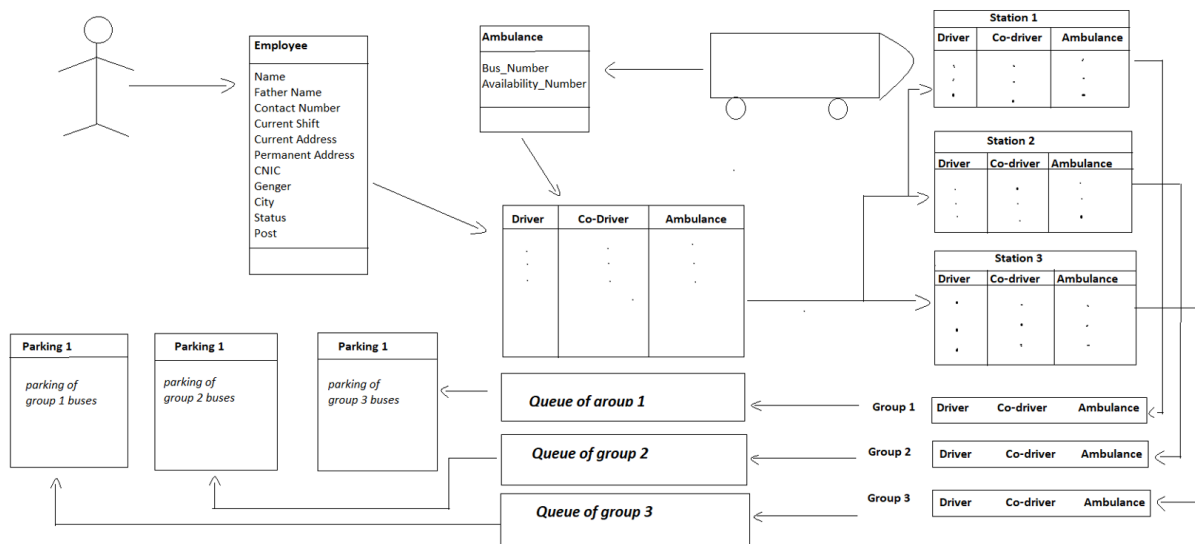 Employee
Name
Father Name
Contact Number
Current Shift
Current Address
Permanent Address
CNIC
Genger
City
Status
Post
Ambulance
Bus_Number
Availability_Number
Station 1
Driver Co-driver Ambulance
Station 2
Driver Co-driver Ambulance
Driver Co-Driver Ambulance
Station 3
Driver Co-driver Ambulance
Parking 1
parking of
group 1 buses
Parking 1
parking of
group 2 buses
Parking 1
parking of
group 3 buses
Queue of group 1
Group 1 Driver Co-driver Ambulance
Queue of group 2
Group 2 Driver Co-driver Ambulance
Queue of group 3
Group 3 Driver Co-driver Ambulance